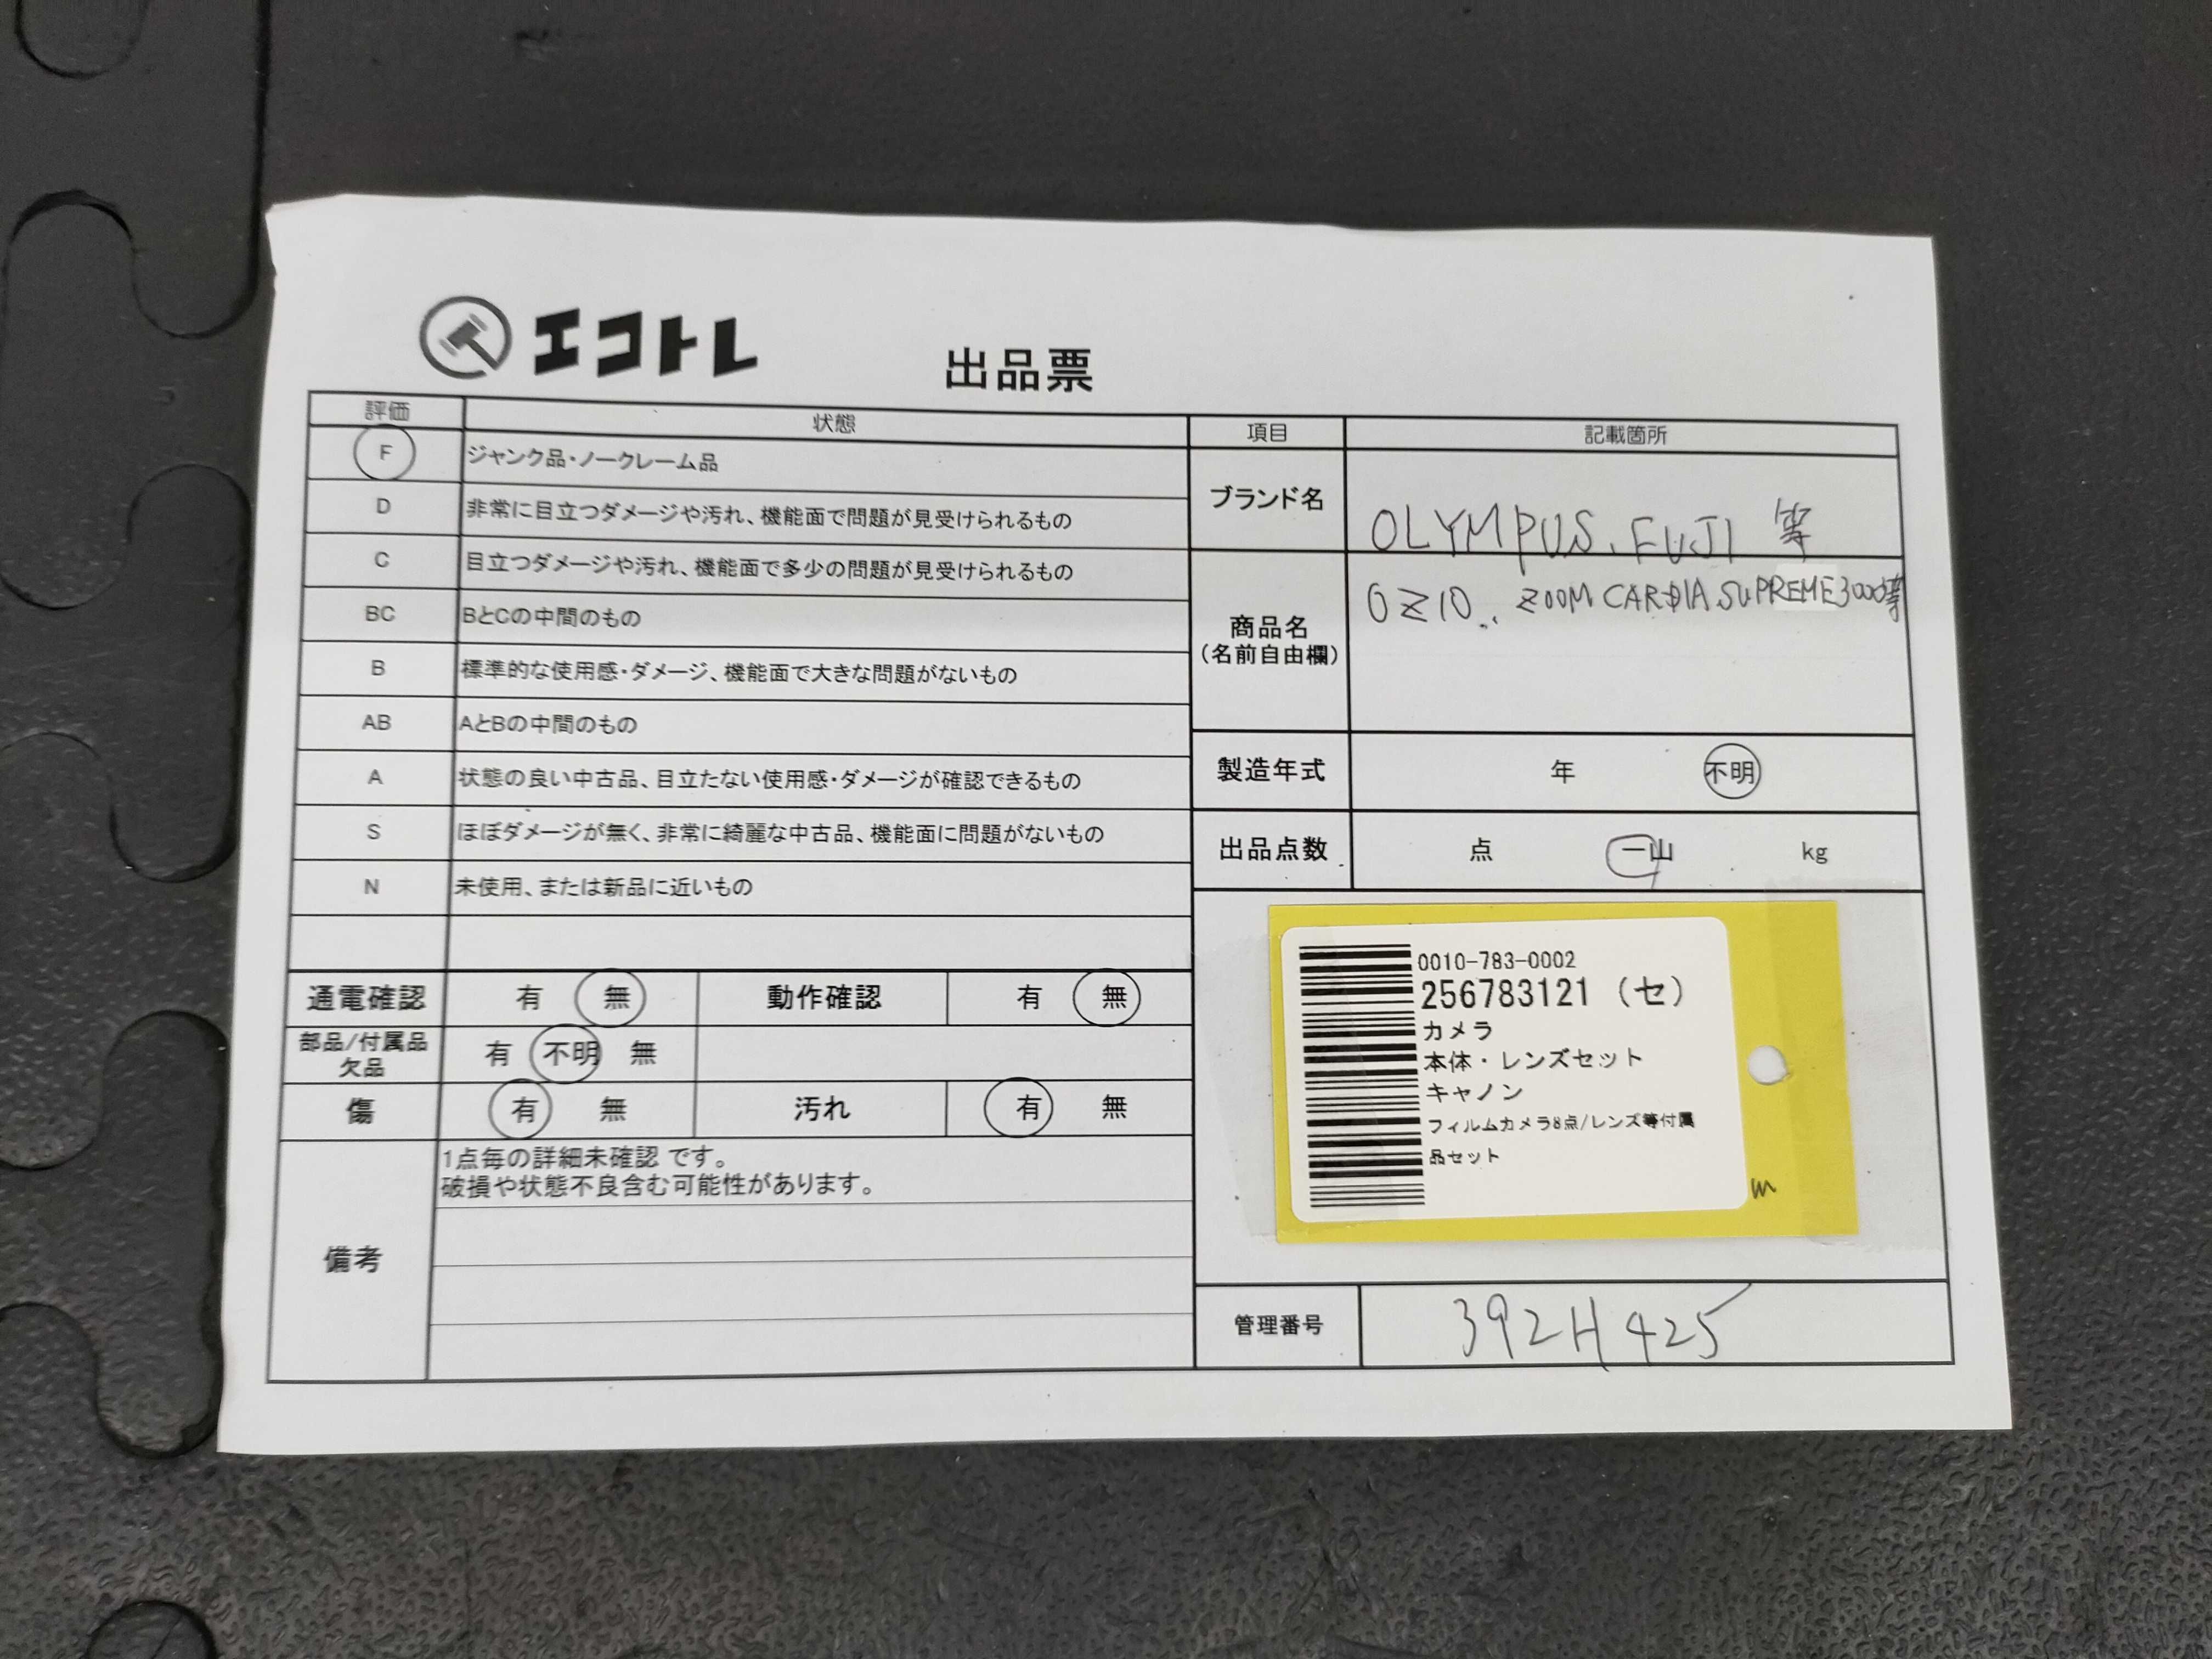 エコトレ
出品票
評価 状態
F ジャンク品・ノークレーム品
D 非常に目立つダメージや汚れ、機能面で問題が見受けられるもの
C 目立つダメージや汚れ、機能面で多少の問題が見受けられるもの
BC BとCの中間のもの
B 標準的な使用感・ダメージ、機能面で大きな問題がないもの
AB AとBの中間のもの
A 状態の良い中古品、目立たない使用感・ダメージが確認できるもの
S ほぼダメージが無く、非常に綺麗な中古品、機能面に問題がないもの
N 未使用、または新品に近いもの
通電確認 有 無 動作確認 有 無
部品/付属品
欠品 有 不明 無
傷 有 無 汚れ 有 無
備考
1点毎の詳細未確認 です。
破損や状態不良含む可能性があります。
項目 記載箇所
ブランド名 OLYMPUS、FUJI 等
商品名
(名前自由欄)
OZ10、ZOOM CARDIA SUPREME3000等
製造年式 年 不明
出品点数 点 一山 kg
0010-783-0002
256783121 (セ)
カメラ
本体・レンズセット
キャノン
フィルムカメラ8点/レンズ等付属
品セット
管理番号 392H425